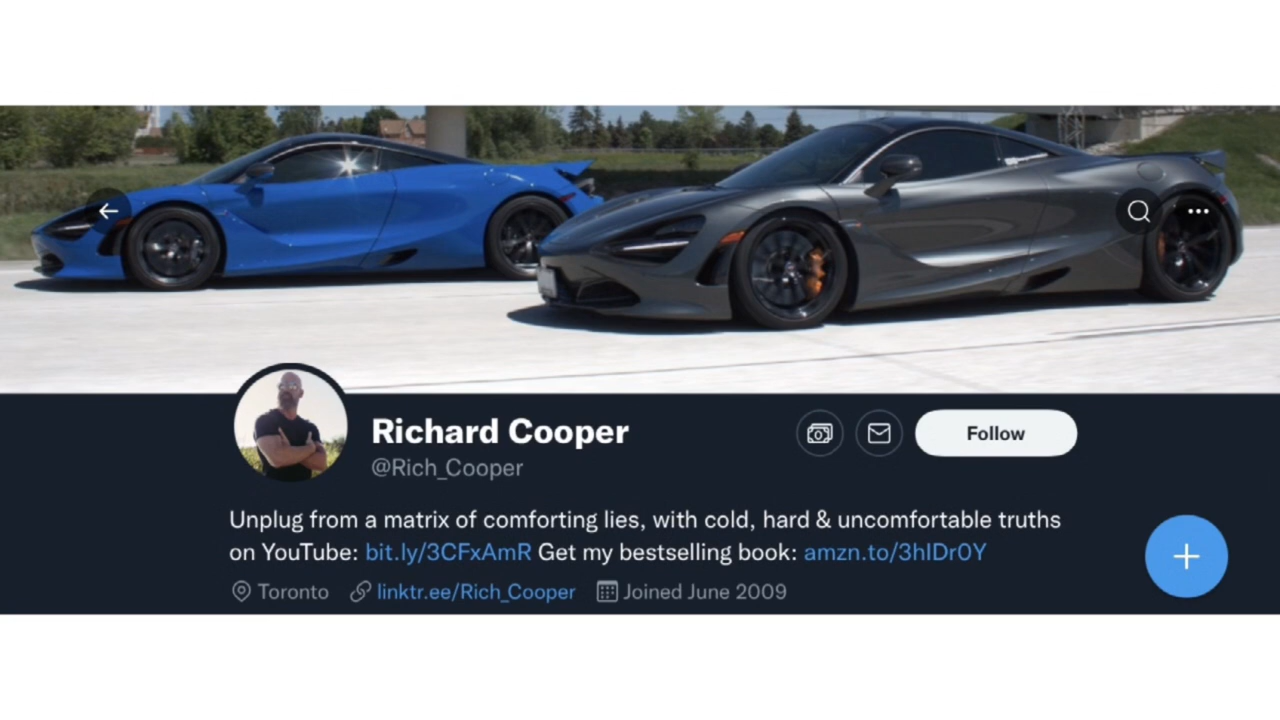 Richard Cooper
Follow
@Rich_Cooper
Unplug from a matrix of comforting lies, with cold, hard & uncomfortable truths
on YouTube: bit.ly/3CFxAmR Get my bestselling book: amzn.to/3hIDr0Y
Toronto linktr.ee/Rich_Cooper Joined June 2009